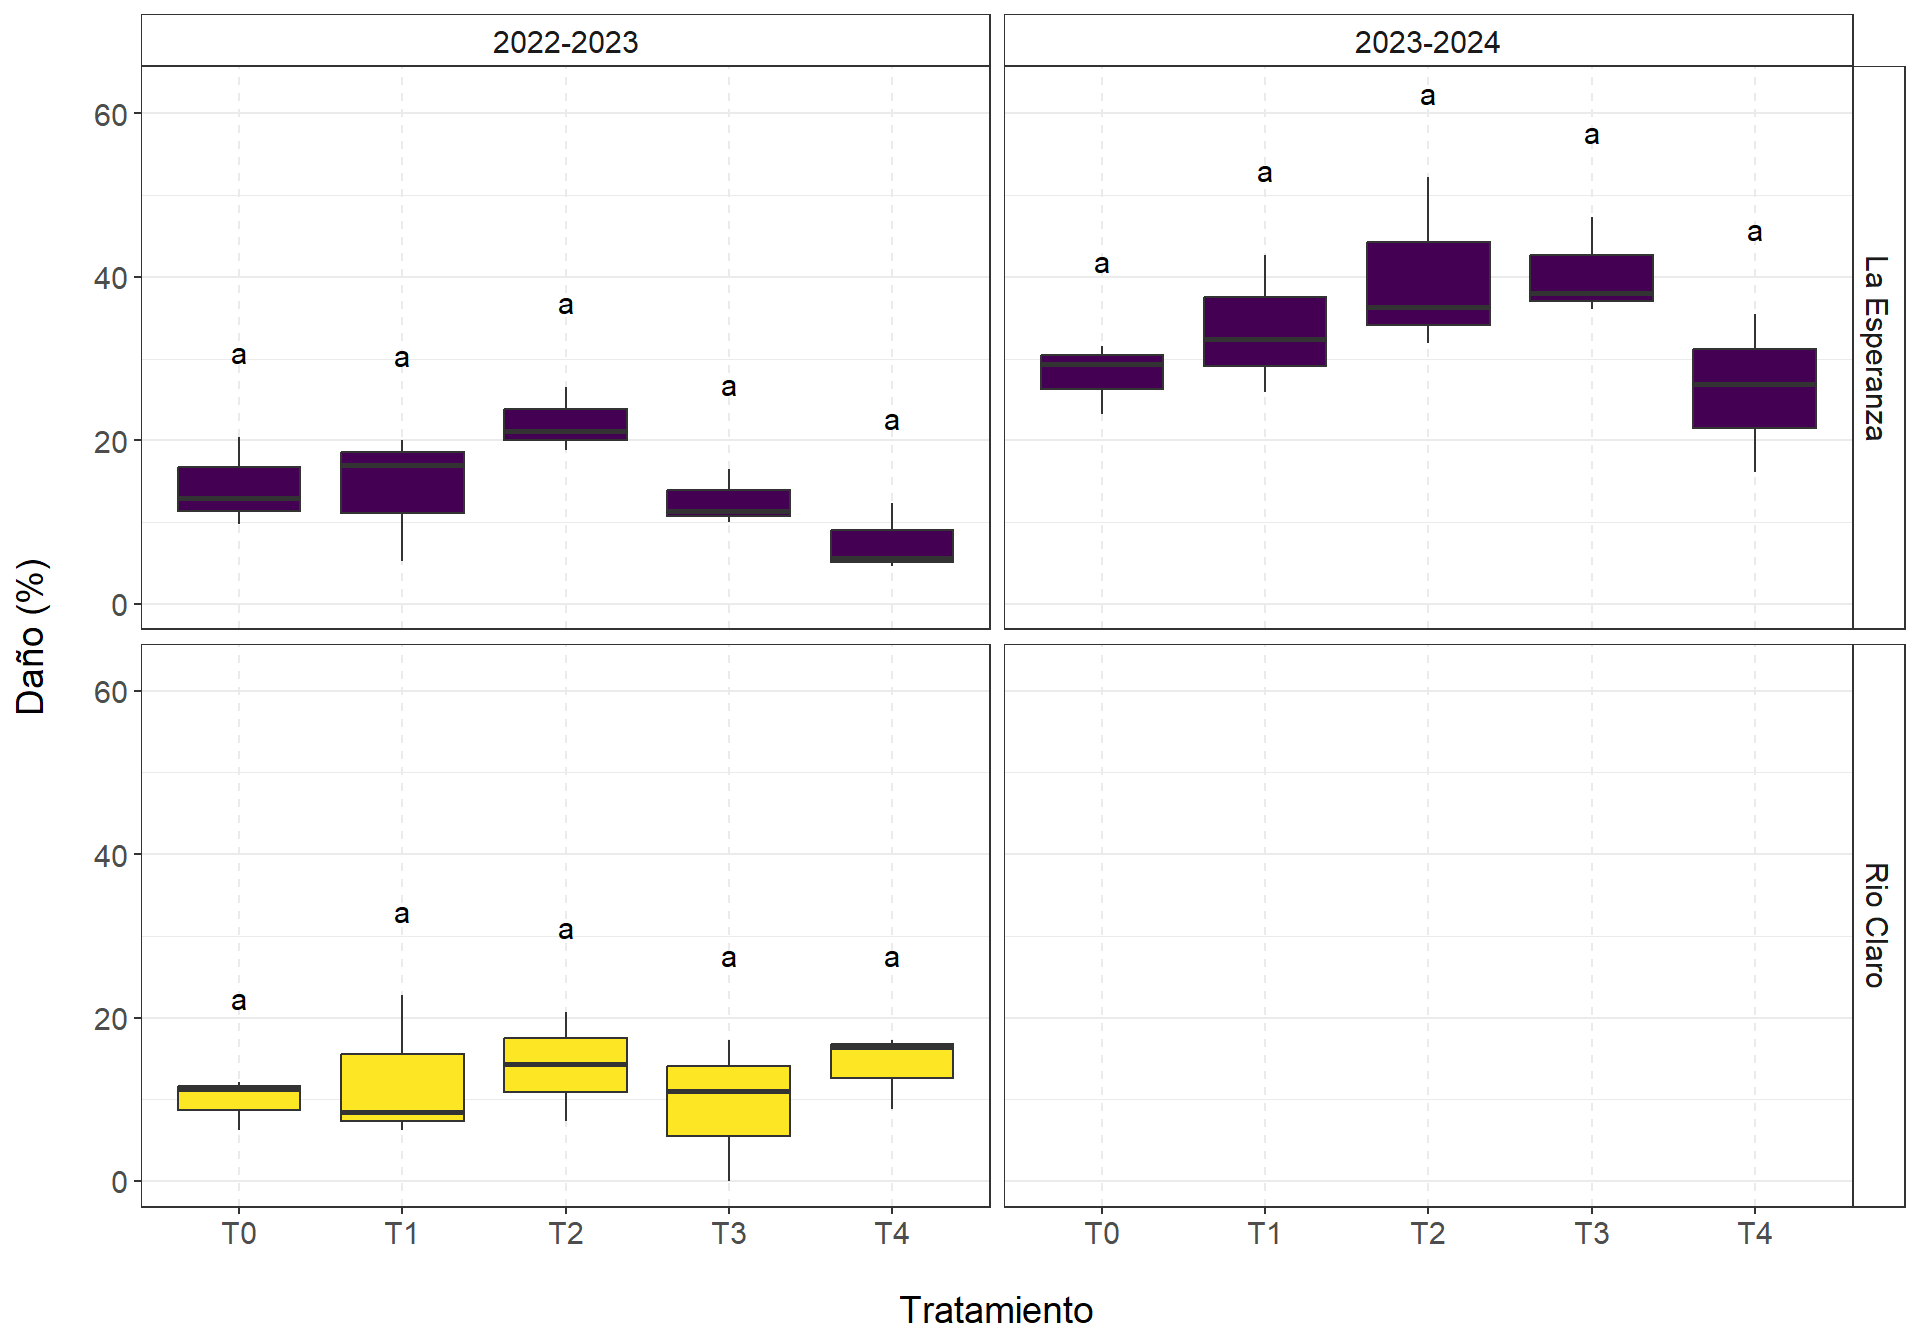 2022-2023 2023-2024
60
40
20
0
a a a a a
a a a a a
La Esperanza
60
40
20
0
a a a a a
Rio Claro
Daño (%)
T0 T1 T2 T3 T4 T0 T1 T2 T3 T4
Tratamiento